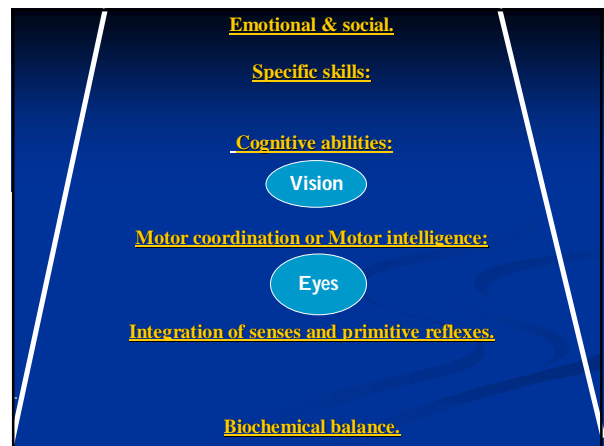 Emotional & social.
Specific skills:
Cognitive abilities:
Vision
Motor coordination or Motor intelligence:
Eyes
Integration of senses and primitive reflexes.
Biochemical balance.